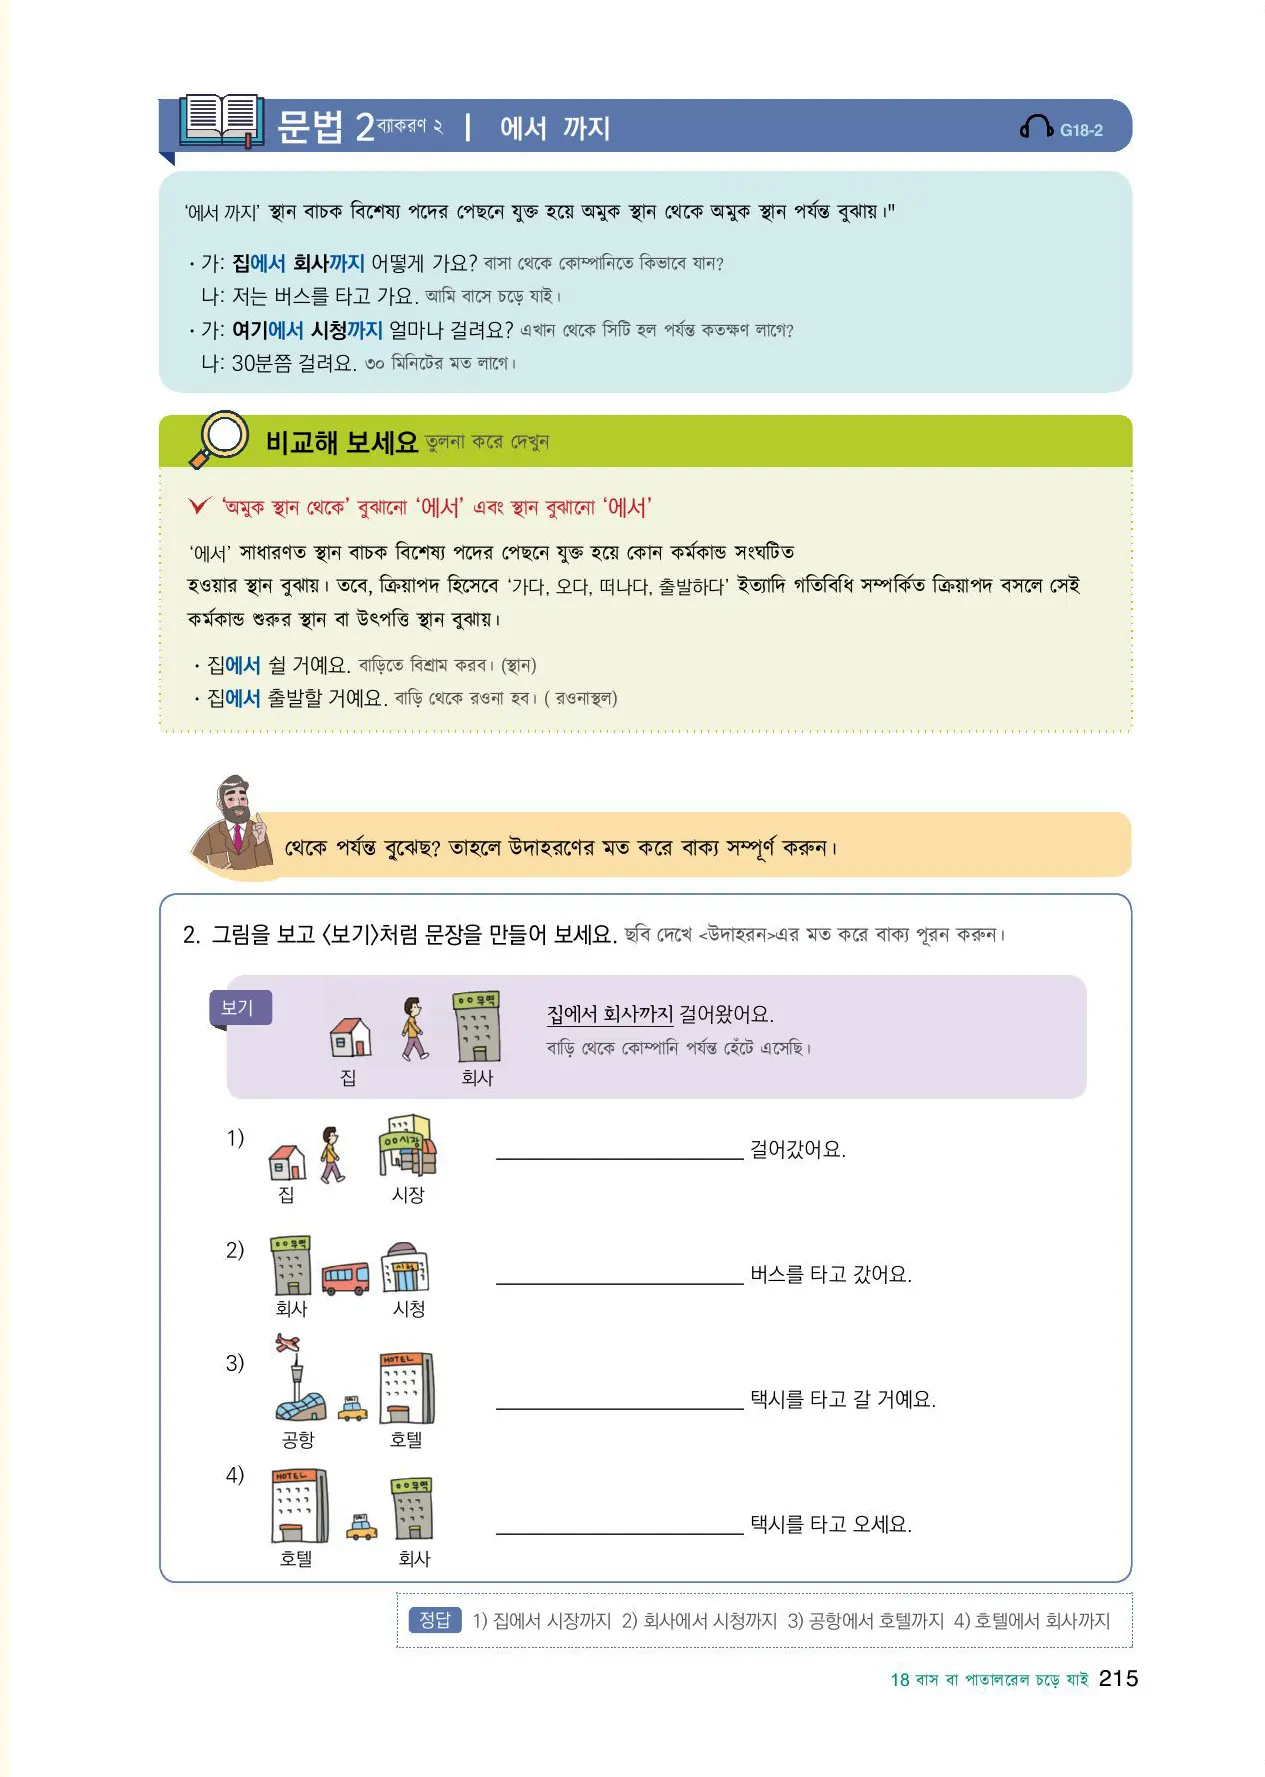 문법 2 ব্যাকরণ ২ | 에서 까지
G18-2
‘에서 까지’ স্থান বাচক বিশেষ্য পদের পেছনে যুক্ত হয়ে অমুক স্থান থেকে অমুক স্থান পর্যন্ত বুঝায়।"
· 가: 집에서 회사까지 어떻게 가요? বাসা থেকে কোম্পানিতে কিভাবে যান?
나: 저는 버스를 타고 가요. আমি বাসে চড়ে যাই।
· 가: 여기에서 시청까지 얼마나 걸려요? এখান থেকে সিটি হল পর্যন্ত কতক্ষণ লাগে?
나: 30분쯤 걸려요. ৩০ মিনিটের মত লাগে।
비교해 보세요 তুলনা করে দেখুন
‘অমুক স্থান থেকে’ বুঝানো ‘에서’ এবং স্থান বুঝানো ‘에서’
‘에서’ সাধারণত স্থান বাচক বিশেষ্য পদের পেছনে যুক্ত হয়ে কোন কর্মকান্ড সংঘটিত
হওয়ার স্থান বুঝায়। তবে, ক্রিয়াপদ হিসেবে ‘가다, 오다, 떠나다, 출발하다’ ইত্যাদি গতিবিধি সম্পর্কিত ক্রিয়াপদ বসলে সেই
কর্মকান্ড শুরুর স্থান বা উৎপত্তি স্থান বুঝায়।
· 집에서 쉴 거예요. বাড়িতে বিশ্রাম করব। (স্থান)
· 집에서 출발할 거예요. বাড়ি থেকে রওনা হব। ( রওনাস্থল)
থেকে পর্যন্ত বুঝেছ? তাহলে উদাহরণের মত করে বাক্য সম্পূর্ণ করুন।
2. 그림을 보고 〈보기〉처럼 문장을 만들어 보세요. ছবি দেখে <উদাহরন>এর মত করে বাক্য পূরন করুন।
보기
무역
집에서 회사까지 걸어왔어요.
বাড়ি থেকে কোম্পানি পর্যন্ত হেঁটে এসেছি।
집 회사
1)
시장
걸어갔어요.
집 시장
2)
무역
시청
버스를 타고 갔어요.
회사 시청
3)
HOTEL
택시를 타고 갈 거예요.
공항 호텔
4)
HOTEL
무역
택시를 타고 오세요.
호텔 회사
정답 1) 집에서 시장까지 2) 회사에서 시청까지 3) 공항에서 호텔까지 4) 호텔에서 회사까지
18 বাস বা পাতালরেল চড়ে যাই 215